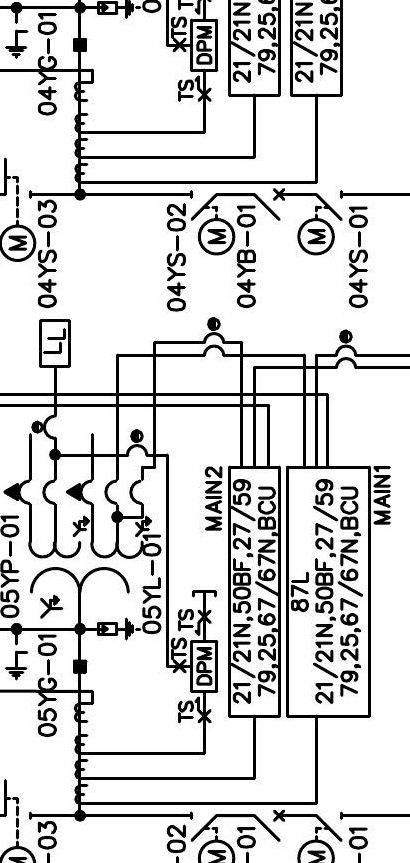 04YG-01
TS
TS
DPM
21/21N
79,25,6
21/21N
79,25,6
M
04YS-03
04YS-02
M
04YB-01
M
04YS-01
LL
05YP-01
Y
Y
Y
05YL-01
MAIN2
21/21N,50BF,27/59
79,25,67/67N,BCU
87L
21/21N,50BF,27/59
79,25,67/67N,BCU
MAIN1
05YG-01
TS
TS
DPM
TS
M
-03
-02
M
-01
M
-01